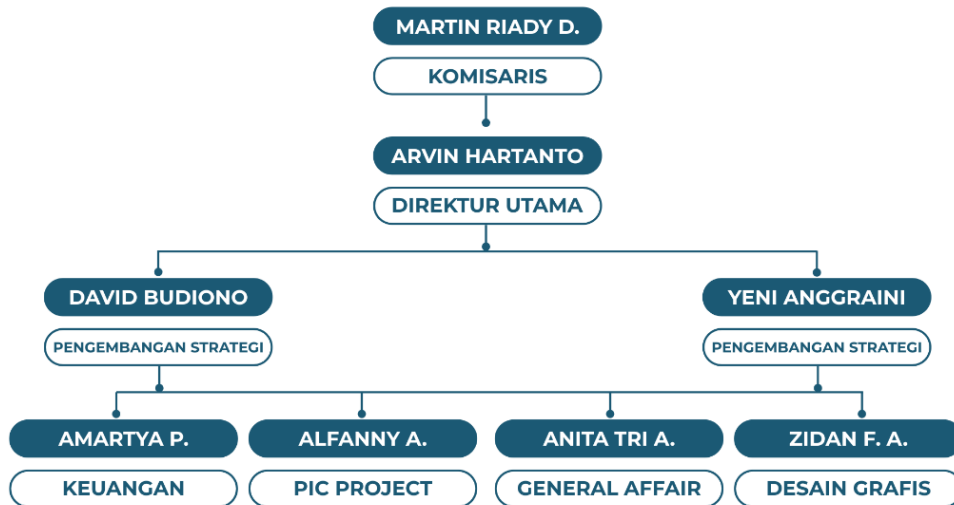 MARTIN RIADY D.
KOMISARIS
ARVIN HARTANTO
DIREKTUR UTAMA
DAVID BUDIONO
YENI ANGGRAINI
PENGEMBANGAN STRATEGI
PENGEMBANGAN STRATEGI
AMARTYA P.
ALFANNY A.
ANITA TRI A.
ZIDAN F. A.
KEUANGAN
PIC PROJECT
GENERAL AFFAIR
DESAIN GRAFIS